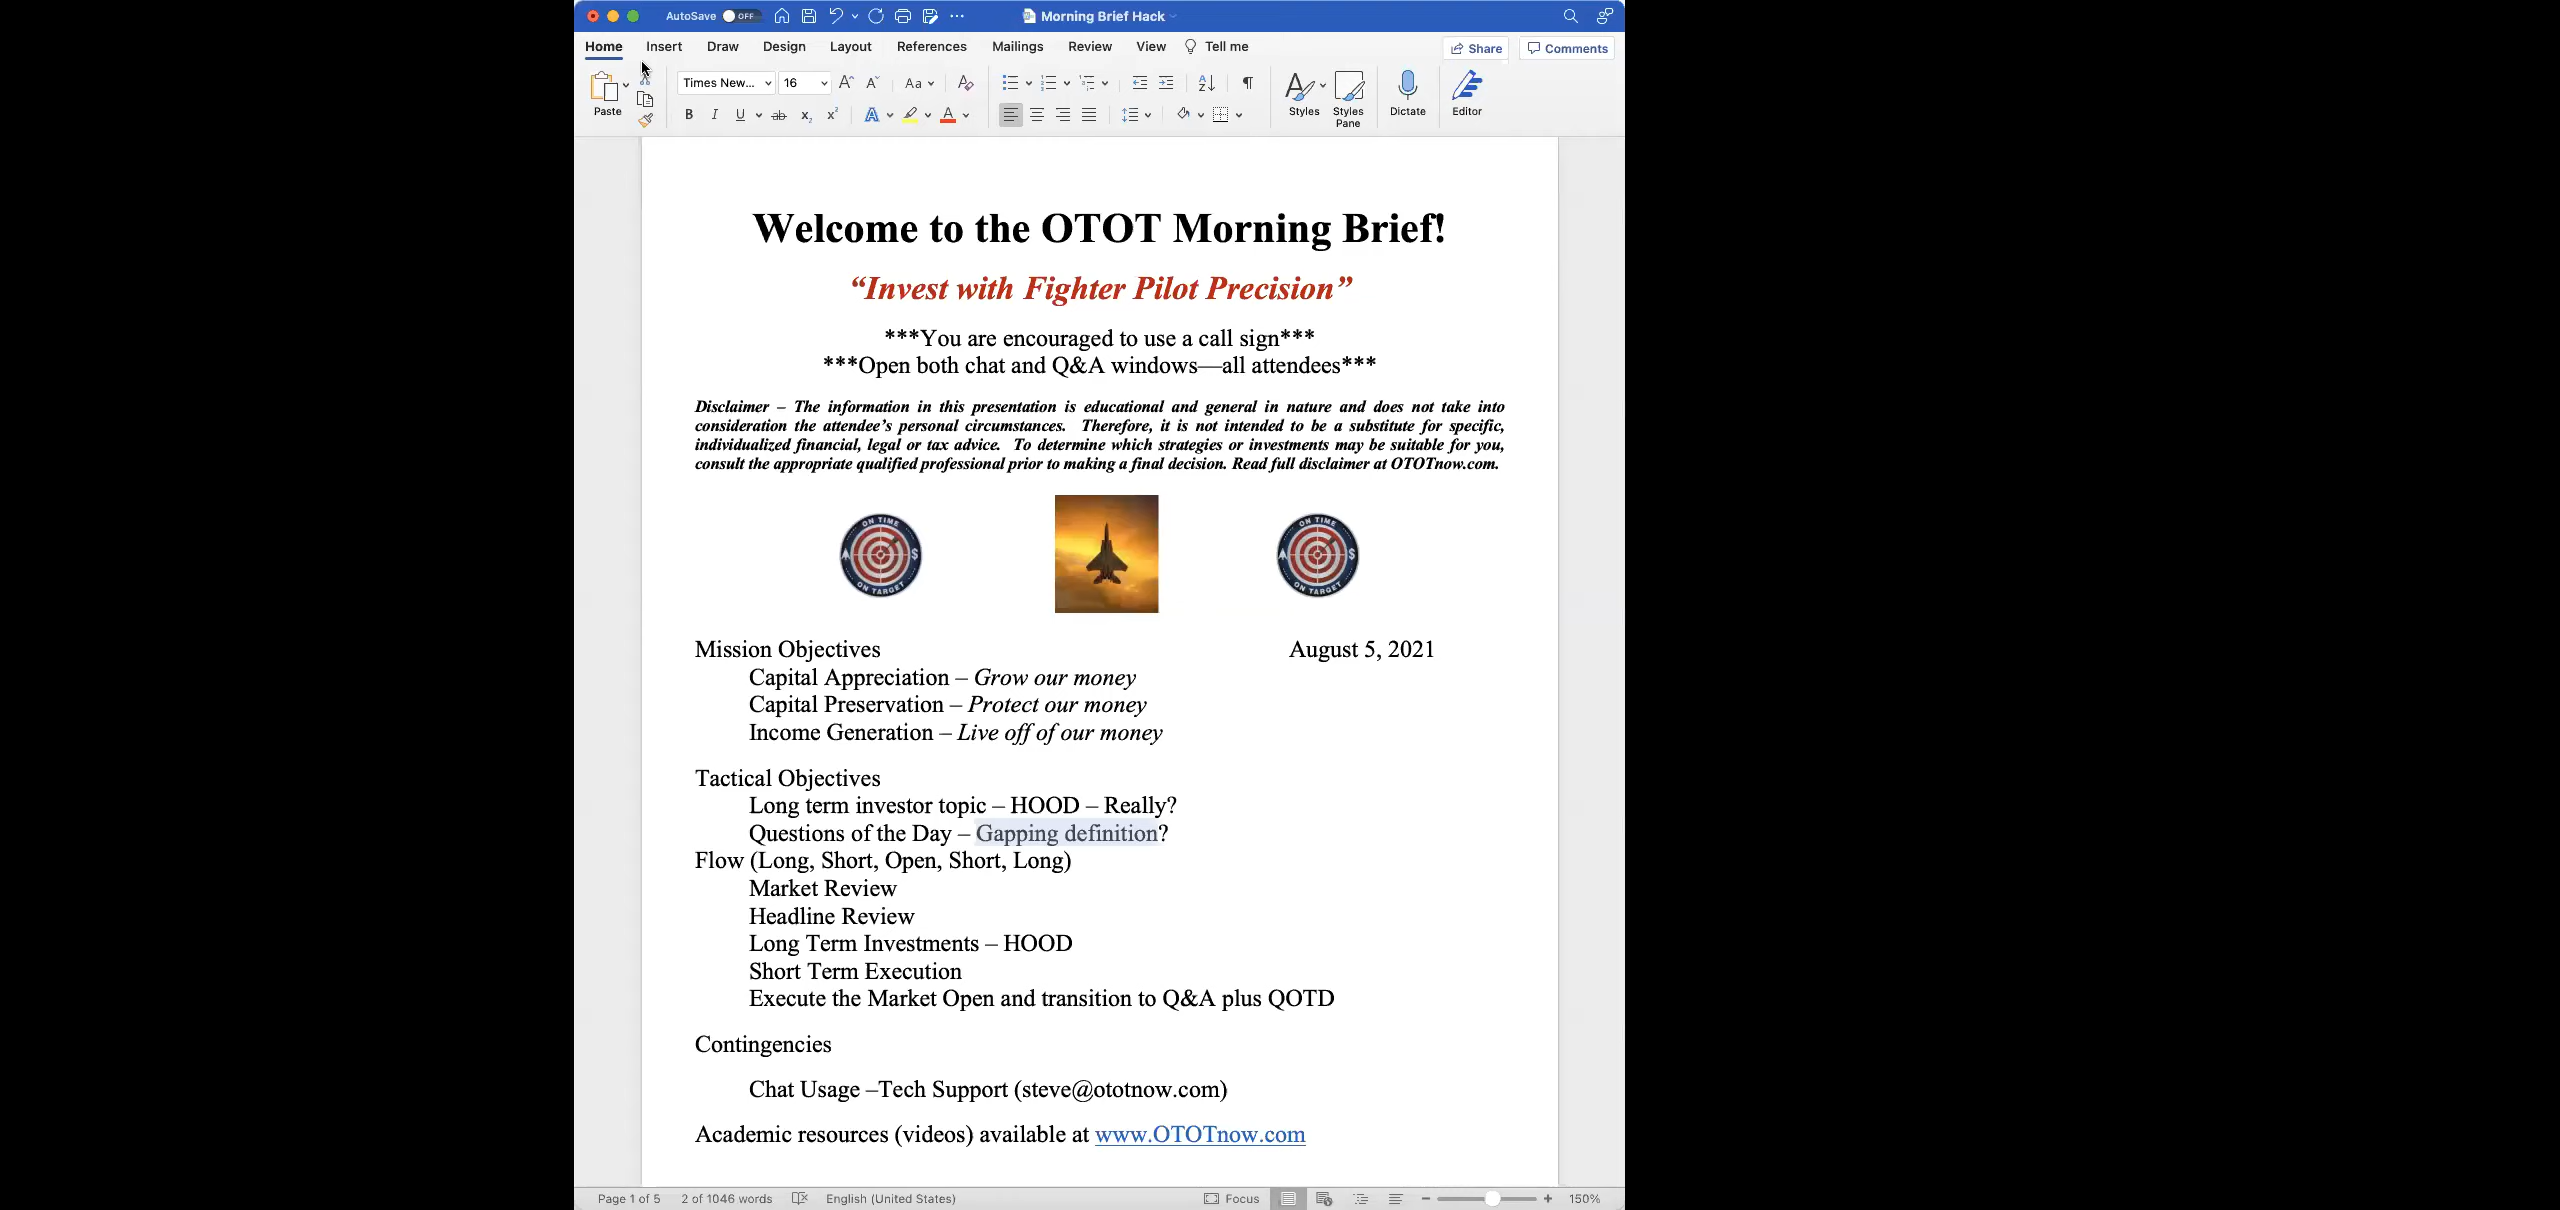 AutoSave OFF
Morning Brief Hack
Home Insert Draw Design Layout References Mailings Review View Tell me Share Comments
Paste
Times New... 16
Aa
B I U ab x₂ x² A A
Styles Styles Pane Dictate Editor
Welcome to the OTOT Morning Brief!
“Invest with Fighter Pilot Precision”
***You are encouraged to use a call sign***
***Open both chat and Q&A windows—all attendees***
Disclaimer – The information in this presentation is educational and general in nature and does not take into
consideration the attendee’s personal circumstances. Therefore, it is not intended to be a substitute for specific,
individualized financial, legal or tax advice. To determine which strategies or investments may be suitable for you,
consult the appropriate qualified professional prior to making a final decision. Read full disclaimer at OTOTnow.com.
ON TIME $ ON TARGET
ON TIME $ ON TARGET
Mission Objectives August 5, 2021
Capital Appreciation – Grow our money
Capital Preservation – Protect our money
Income Generation – Live off of our money
Tactical Objectives
Long term investor topic – HOOD – Really?
Questions of the Day – Gapping definition?
Flow (Long, Short, Open, Short, Long)
Market Review
Headline Review
Long Term Investments – HOOD
Short Term Execution
Execute the Market Open and transition to Q&A plus QOTD
Contingencies
Chat Usage –Tech Support (steve@ototnow.com)
Academic resources (videos) available at www.OTOTnow.com
Page 1 of 5 2 of 1046 words English (United States) Focus 150%